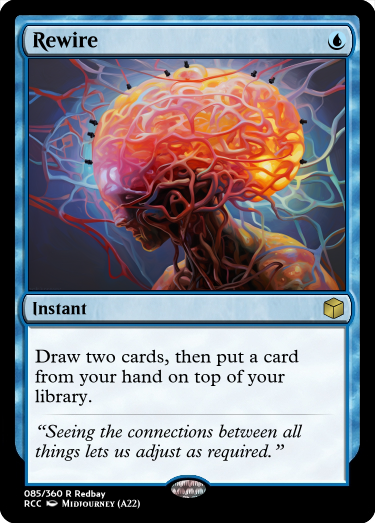 Rewire
Instant
Draw two cards, then put a card
from your hand on top of your
library.
“Seeing the connections between all
things lets us adjust as required.”
085/360 R Redbay
RCC Midjourney (A22)